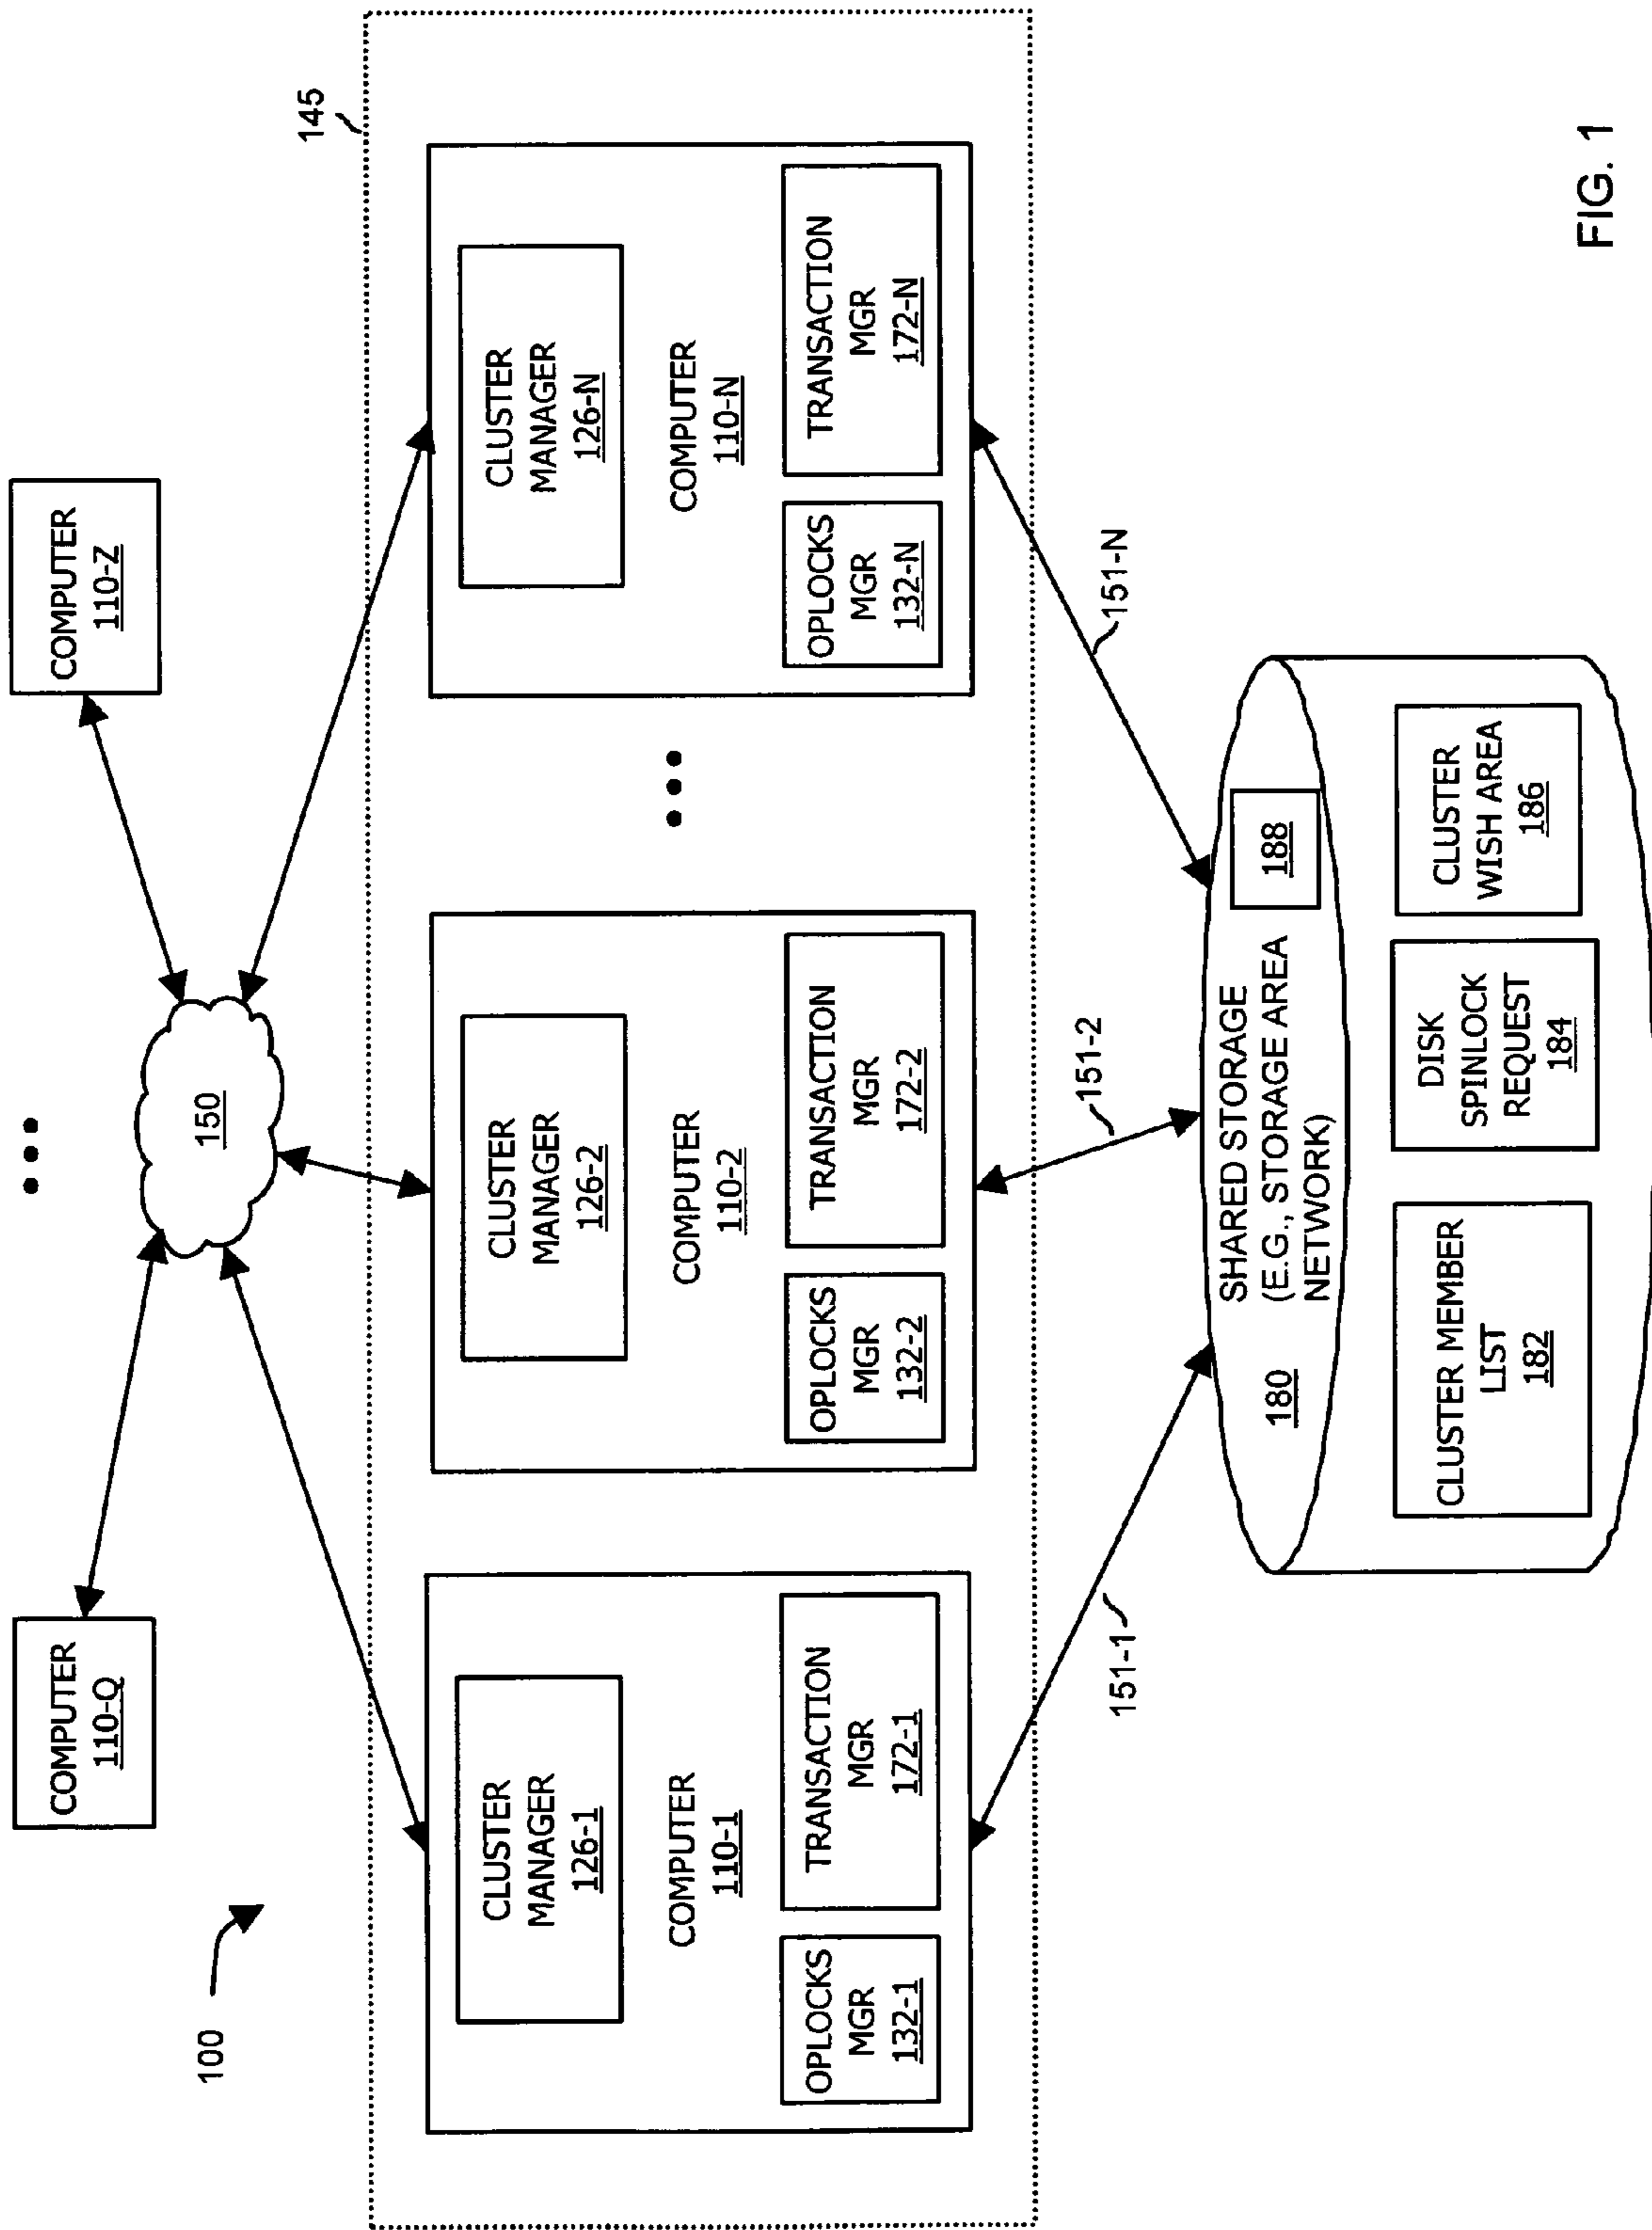 COMPUTER
110-Q
•••
COMPUTER
110-Z
100
150
145
CLUSTER
MANAGER
126-1
COMPUTER
110-1
OPLOCKS
MGR
132-1
TRANSACTION
MGR
172-1
CLUSTER
MANAGER
126-2
COMPUTER
110-2
OPLOCKS
MGR
132-2
TRANSACTION
MGR
172-2
•••
CLUSTER
MANAGER
126-N
COMPUTER
110-N
OPLOCKS
MGR
132-N
TRANSACTION
MGR
172-N
151-1
151-2
151-N
180
SHARED STORAGE
(E.G., STORAGE AREA
NETWORK)
188
CLUSTER MEMBER
LIST
182
DISK
SPINLOCK
REQUEST
184
CLUSTER
WISH AREA
186
FIG. 1